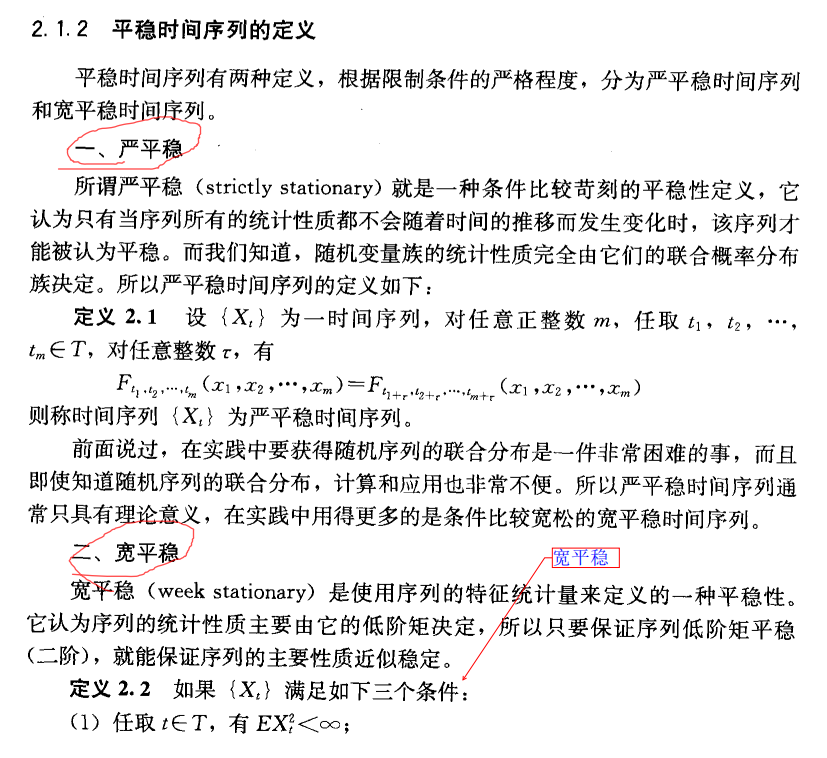 2.1.2 平稳时间序列的定义
平稳时间序列有两种定义，根据限制条件的严格程度，分为严平稳时间序列
和宽平稳时间序列。
一、严平稳
所谓严平稳（strictly stationary）就是一种条件比较苛刻的平稳性定义，它
认为只有当序列所有的统计性质都不会随着时间的推移而发生变化时，该序列才
能被认为平稳。而我们知道，随机变量族的统计性质完全由它们的联合概率分布
族决定。所以严平稳时间序列的定义如下：
定义 2.1 设 {Xₜ} 为一时间序列，对任意正整数 m，任取 t₁，t₂，…，
tₘ∈T，对任意整数 τ，有
F_{t₁,t₂,…,tₘ}(x₁,x₂,…,xₘ)=F_{t_{1+τ},t_{2+τ},…,t_{m+τ}}(x₁,x₂,…,xₘ)
则称时间序列 {Xₜ} 为严平稳时间序列。
前面说过，在实践中要获得随机序列的联合分布是一件非常困难的事，而且
即使知道随机序列的联合分布，计算和应用也非常不便。所以严平稳时间序列通
常只具有理论意义，在实践中用得更多的是条件比较宽松的宽平稳时间序列。
二、宽平稳
宽平稳
宽平稳（week stationary）是使用序列的特征统计量来定义的一种平稳性。
它认为序列的统计性质主要由它的低阶矩决定，所以只要保证序列低阶矩平稳
（二阶），就能保证序列的主要性质近似稳定。
定义 2.2 如果 {Xₜ} 满足如下三个条件：
（1）任取 t∈T，有 EXₜ²<∞；